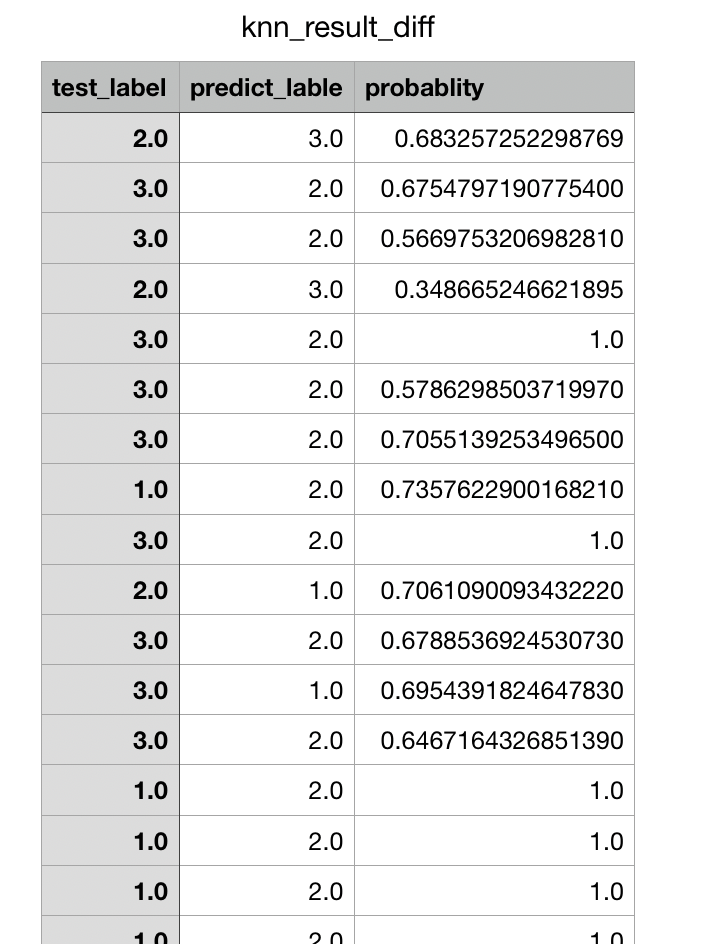 knn_result_diff
test_label predict_lable probablity
2.0 3.0 0.683257252298769
3.0 2.0 0.6754797190775400
3.0 2.0 0.5669753206982810
2.0 3.0 0.348665246621895
3.0 2.0 1.0
3.0 2.0 0.5786298503719970
3.0 2.0 0.7055139253496500
1.0 2.0 0.7357622900168210
3.0 2.0 1.0
2.0 1.0 0.7061090093432220
3.0 2.0 0.6788536924530730
3.0 1.0 0.6954391824647830
3.0 2.0 0.6467164326851390
1.0 2.0 1.0
1.0 2.0 1.0
1.0 2.0 1.0
1.0 2.0 1.0